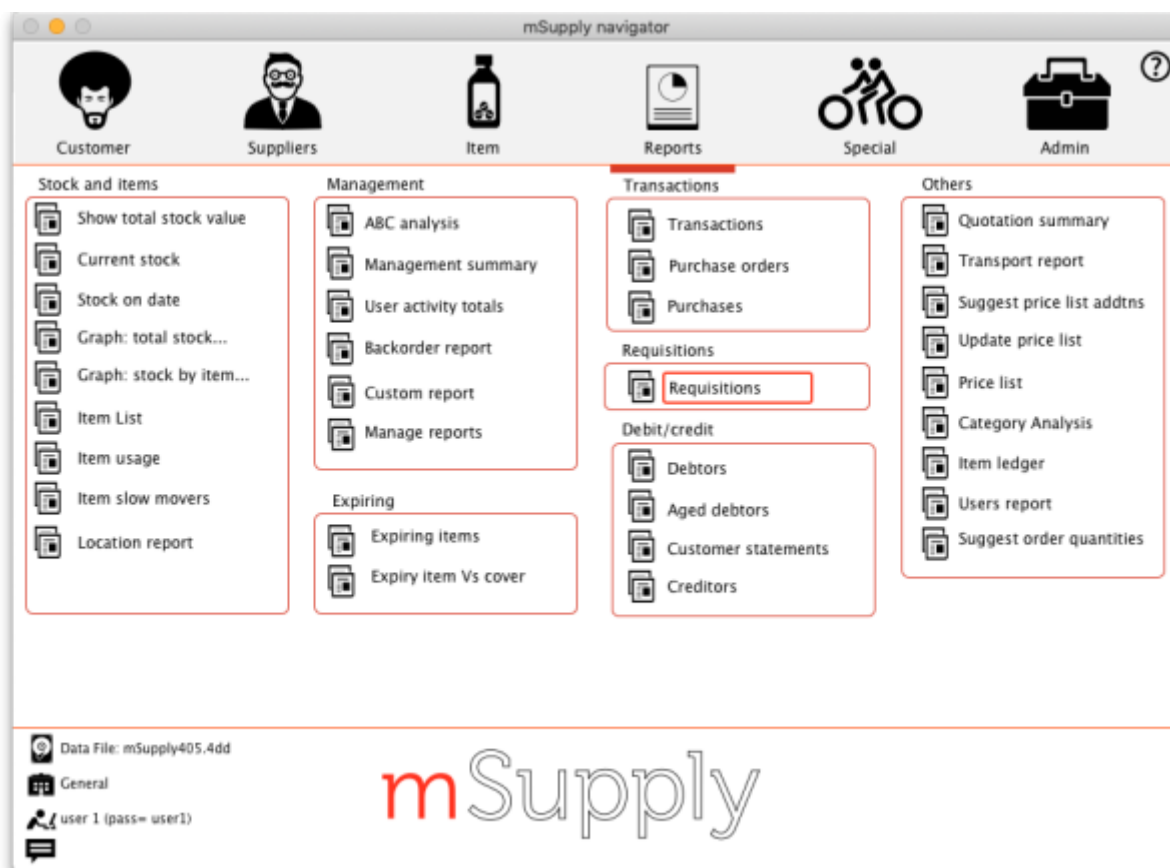 mSupply navigator
?
Customer
Suppliers
Item
Reports
Special
Admin
Stock and items
Show total stock value
Current stock
Stock on date
Graph: total stock...
Graph: stock by item...
Item List
Item usage
Item slow movers
Location report
Management
ABC analysis
Management summary
User activity totals
Backorder report
Custom report
Manage reports
Expiring
Expiring items
Expiry item Vs cover
Transactions
Transactions
Purchase orders
Purchases
Requisitions
Requisitions
Debit/credit
Debtors
Aged debtors
Customer statements
Creditors
Others
Quotation summary
Transport report
Suggest price list addtns
Update price list
Price list
Category Analysis
Item ledger
Users report
Suggest order quantities
Data File: mSupply405.4dd
General
user 1 (pass= user1)
mSupply